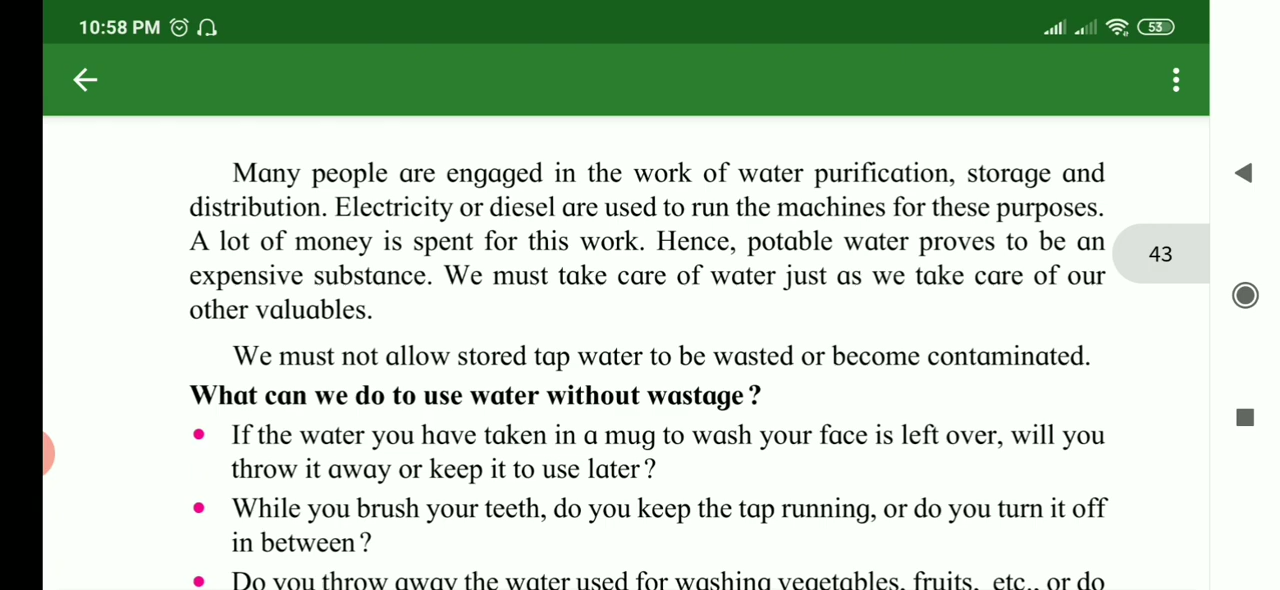 10:58 PM
53
Many people are engaged in the work of water purification, storage and
distribution. Electricity or diesel are used to run the machines for these purposes.
A lot of money is spent for this work. Hence, potable water proves to be an
expensive substance. We must take care of water just as we take care of our
other valuables.
43
We must not allow stored tap water to be wasted or become contaminated.
What can we do to use water without wastage?
• If the water you have taken in a mug to wash your face is left over, will you
throw it away or keep it to use later?
• While you brush your teeth, do you keep the tap running, or do you turn it off
in between?
• Do you throw away the water used for washing vegetables, fruits, etc., or do